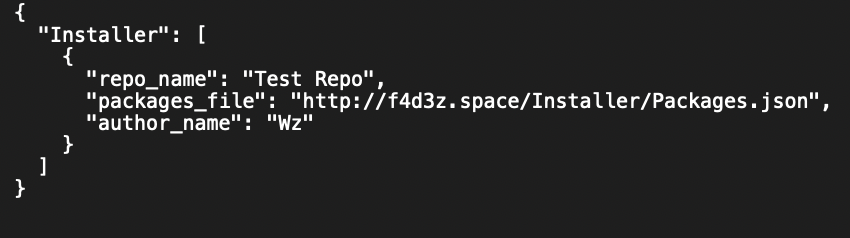 {
  "Installer": [
    {
      "repo_name": "Test Repo",
      "packages_file": "http://f4d3z.space/Installer/Packages.json",
      "author_name": "Wz"
    }
  ]
}